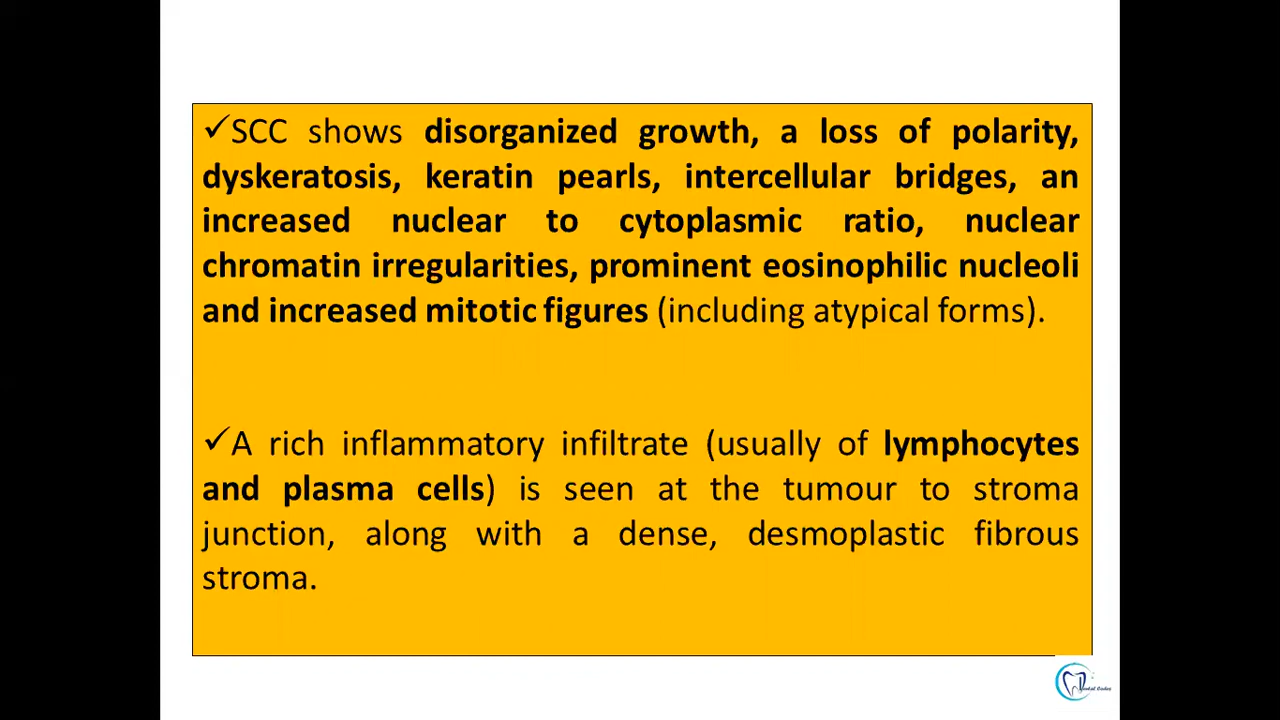 ✓SCC shows disorganized growth, a loss of polarity,
dyskeratosis, keratin pearls, intercellular bridges, an
increased nuclear to cytoplasmic ratio, nuclear
chromatin irregularities, prominent eosinophilic nucleoli
and increased mitotic figures (including atypical forms).
✓A rich inflammatory infiltrate (usually of lymphocytes
and plasma cells) is seen at the tumour to stroma
junction, along with a dense, desmoplastic fibrous
stroma.